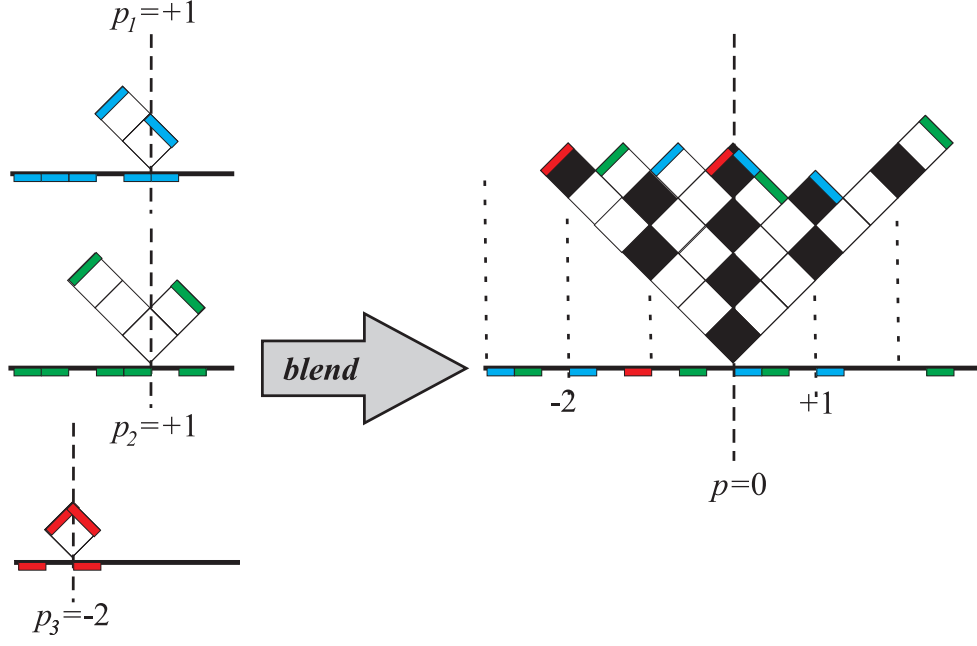 p₁=+1
p₂=+1
p₃=-2
blend
-2
+1
p=0